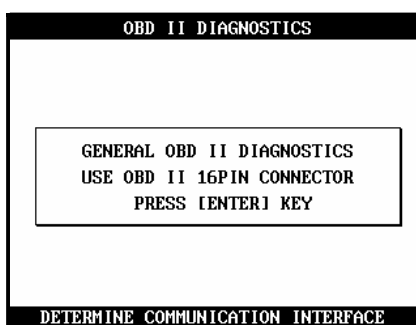 OBD II DIAGNOSTICS
GENERAL OBD II DIAGNOSTICS
USE OBD II 16PIN CONNECTOR
PRESS [ENTER] KEY
DETERMINE COMMUNICATION INTERFACE